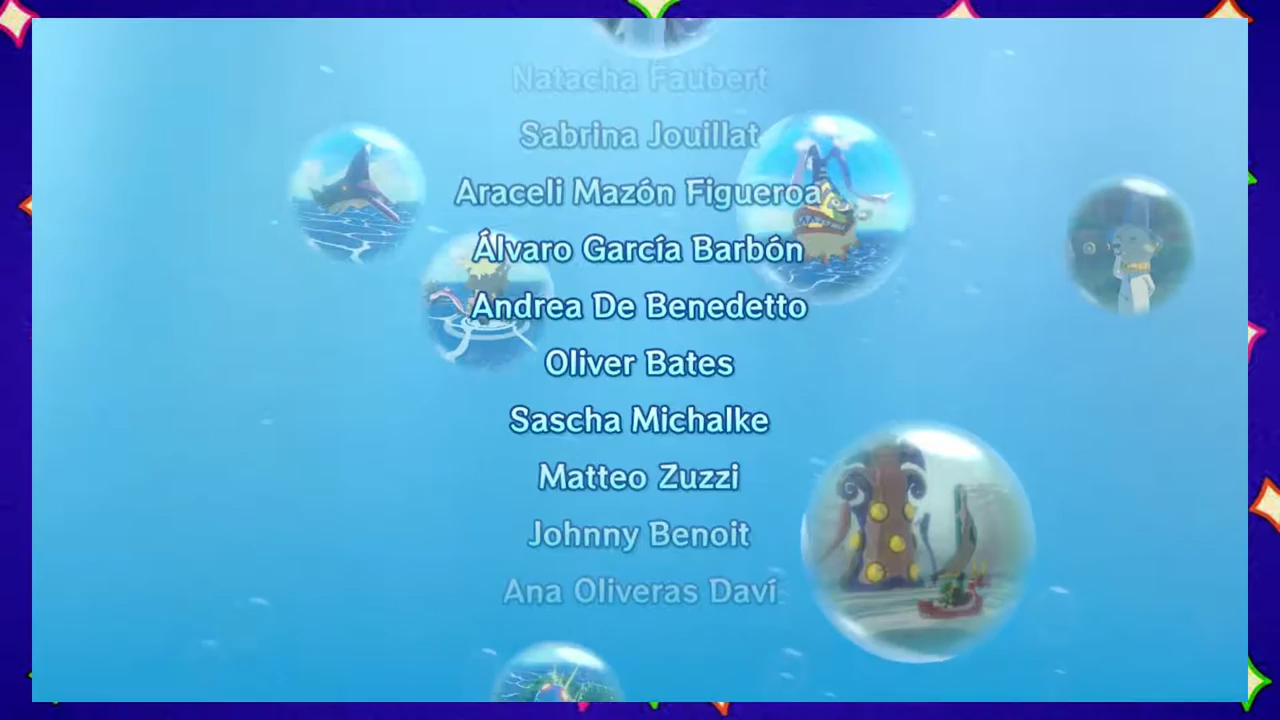 Natacha Faubert
Sabrina Jouillat
Araceli Mazón Figueroa
Álvaro García Barbón
Andrea De Benedetto
Oliver Bates
Sascha Michalke
Matteo Zuzzi
Johnny Benoit
Ana Oliveras Daví